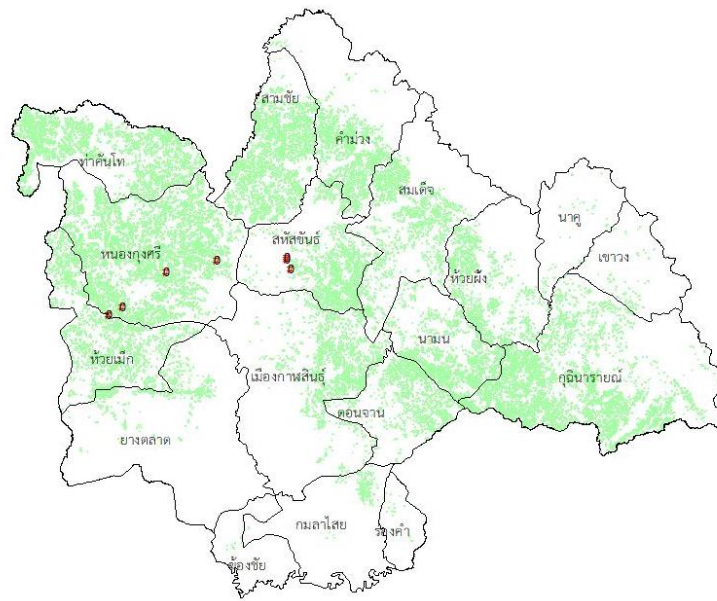 สามชัย
คำม่วง
ท่าคันโท
สมเด็จ
นาคู
หนองกุงศรี
สหัสขันธ์
เขาวง
ห้วยผึ้ง
นามน
ห้วยเม็ก
เมืองกาฬสินธุ์
กุฉินารายณ์
ดอนจาน
ยางตลาด
กมลาไสย
ร่องคำ
ฆ้องชัย